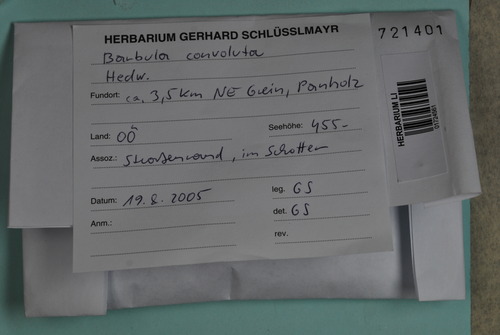 HERBARIUM GERHARD SCHLÜSSLMAYR
Barbula convoluta
Hedw.
Fundort: ca. 3,5 km NE Grein, Panholz
Land: OÖ Seehöhe: 455-
Assoz.: Straßenrand, im Schotter
Datum: 19.8.2005 leg. GS
det. GS
Anm.:
rev.
721401
HERBARIUM LI